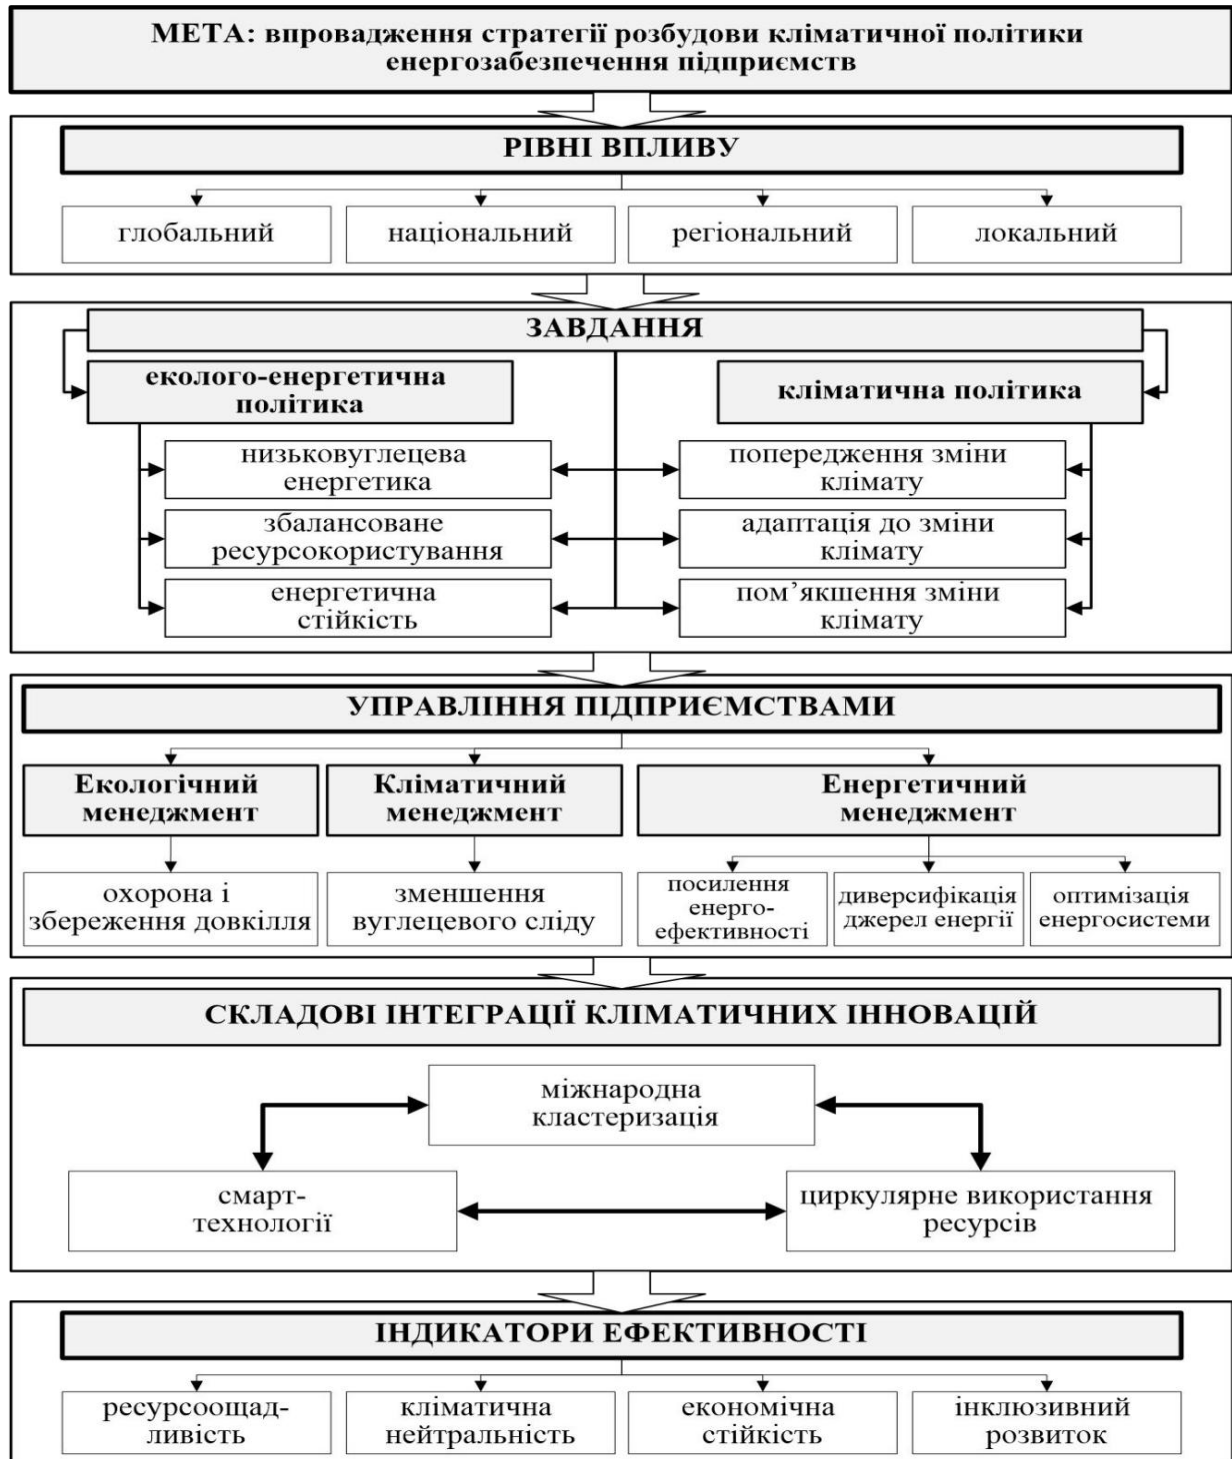 МЕТА: впровадження стратегії розбудови кліматичної політики
енергозабезпечення підприємств
РІВНІ ВПЛИВУ
глобальний
національний
регіональний
локальний
ЗАВДАННЯ
еколого-енергетична
політика
кліматична політика
низьковуглецева
енергетика
попередження зміни
клімату
збалансоване
ресурсокористування
адаптація до зміни
клімату
енергетична
стійкість
пом’якшення зміни
клімату
УПРАВЛІННЯ ПІДПРИЄМСТВАМИ
Екологічний
менеджмент
Кліматичний
менеджмент
Енергетичний
менеджмент
охорона і
збереження довкілля
зменшення
вуглецевого сліду
посилення
енерго-
ефективності
диверсифікація
джерел енергії
оптимізація
енергосистеми
СКЛАДОВІ ІНТЕГРАЦІЇ КЛІМАТИЧНИХ ІННОВАЦІЙ
міжнародна
кластеризація
смарт-
технології
циркулярне використання
ресурсів
ІНДИКАТОРИ ЕФЕКТИВНОСТІ
ресурсоощад-
ливість
кліматична
нейтральність
економічна
стійкість
інклюзивний
розвиток